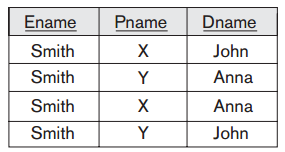 Ename Pname Dname
Smith X John
Smith Y Anna
Smith X Anna
Smith Y John